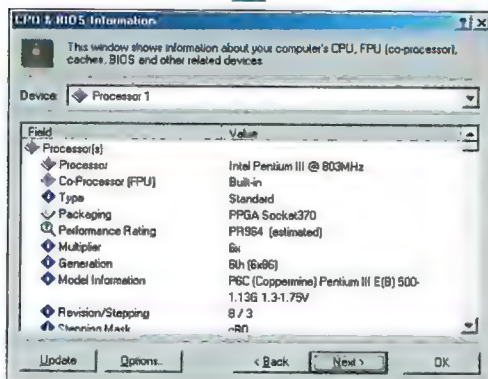 CPU & BIOS Information
This window shows information about your computer's CPU, FPU (co-processor),
caches, BIOS and other related devices
Device: Processor 1
Field Value
Processor(s)
Processor Intel Pentium III @ 803MHz
Co-Processor (FPU) Built-in
Type Standard
Packaging PPGA Socket370
Performance Rating PR964 (estimated)
Multiplier 6x
Generation 6th (6x86)
Model Information P6C (Coppermine) Pentium III E(B) 500-
1.13G 1.3-1.75V
Revision/Stepping 8 / 3
Stepping Mask cB0
Update Options... < Back Next > OK